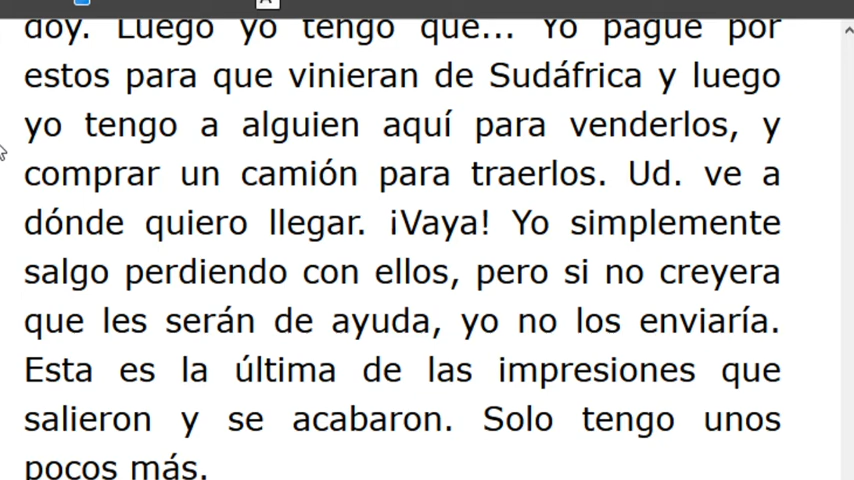 doy. Luego yo tengo que... Yo pagué por
estos para que vinieran de Sudáfrica y luego
yo tengo a alguien aquí para venderlos, y
comprar un camión para traerlos. Ud. ve a
dónde quiero llegar. ¡Vaya! Yo simplemente
salgo perdiendo con ellos, pero si no creyera
que les serán de ayuda, yo no los enviaría.
Esta es la última de las impresiones que
salieron y se acabaron. Solo tengo unos
pocos más.